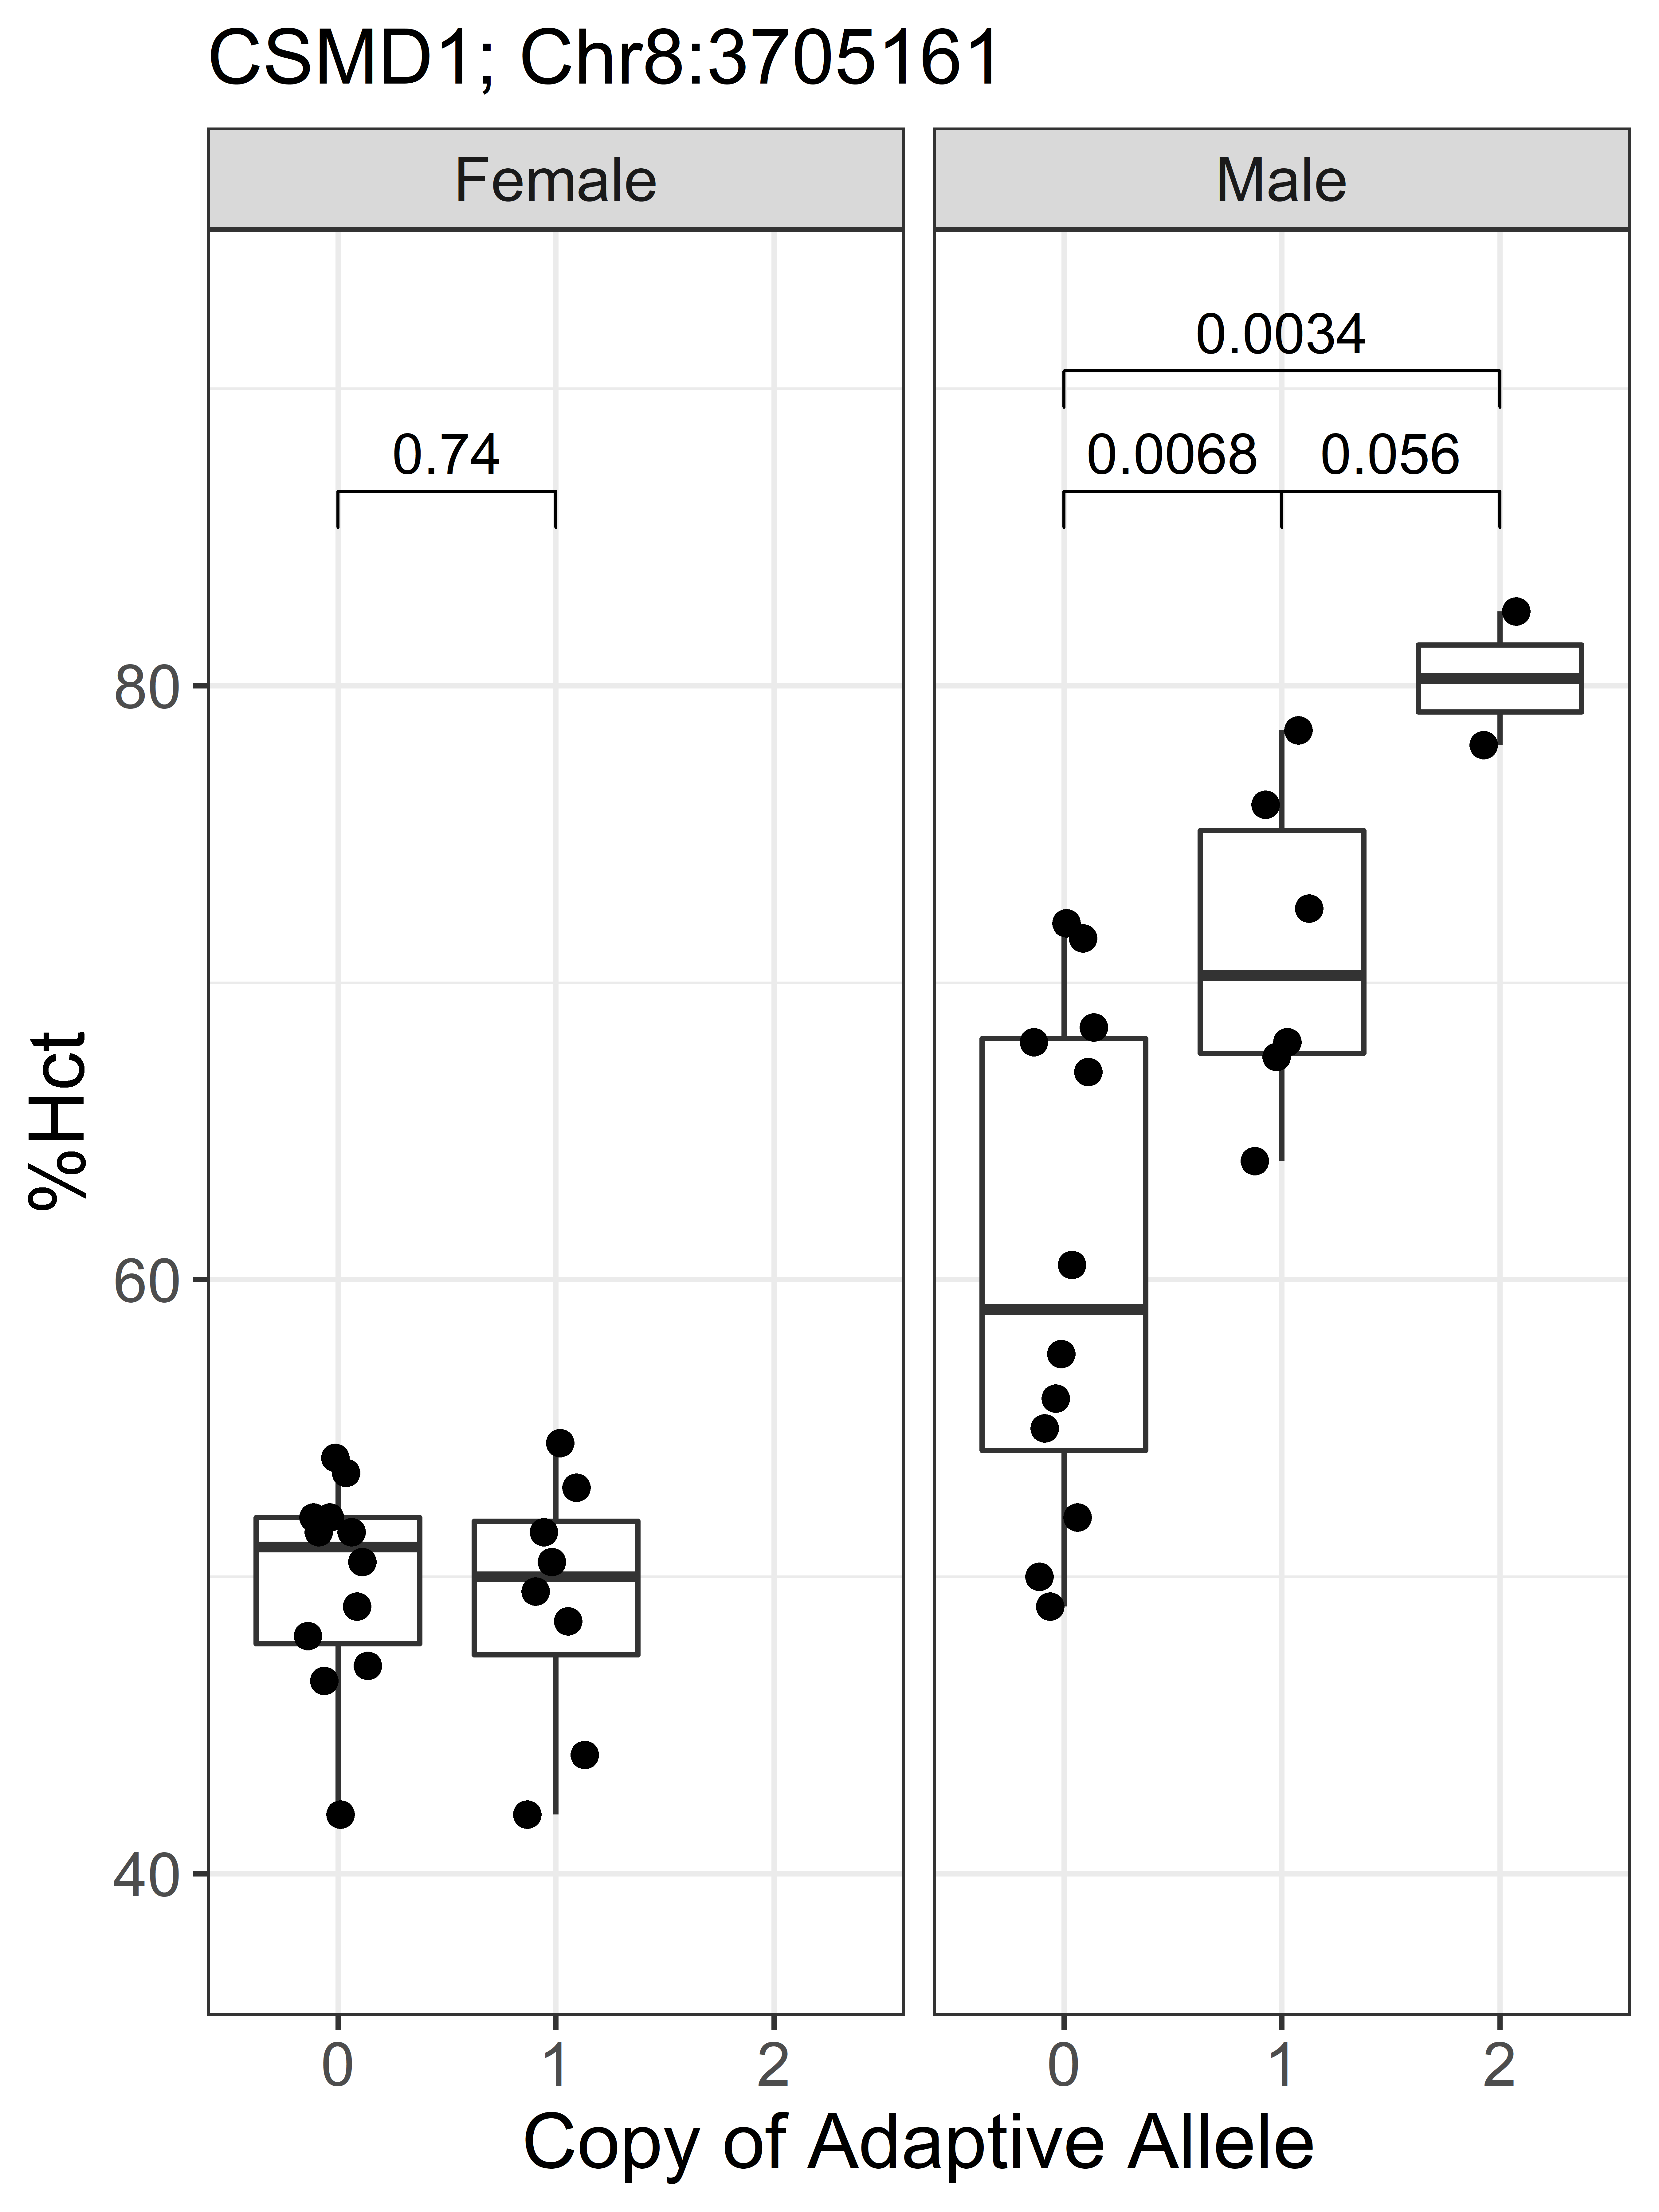 CSMD1; Chr8:3705161
Female
Male
0.0034
0.74
0.0068
0.056
80
60
40
%Hct
0 1 2
0 1 2
Copy of Adaptive Allele